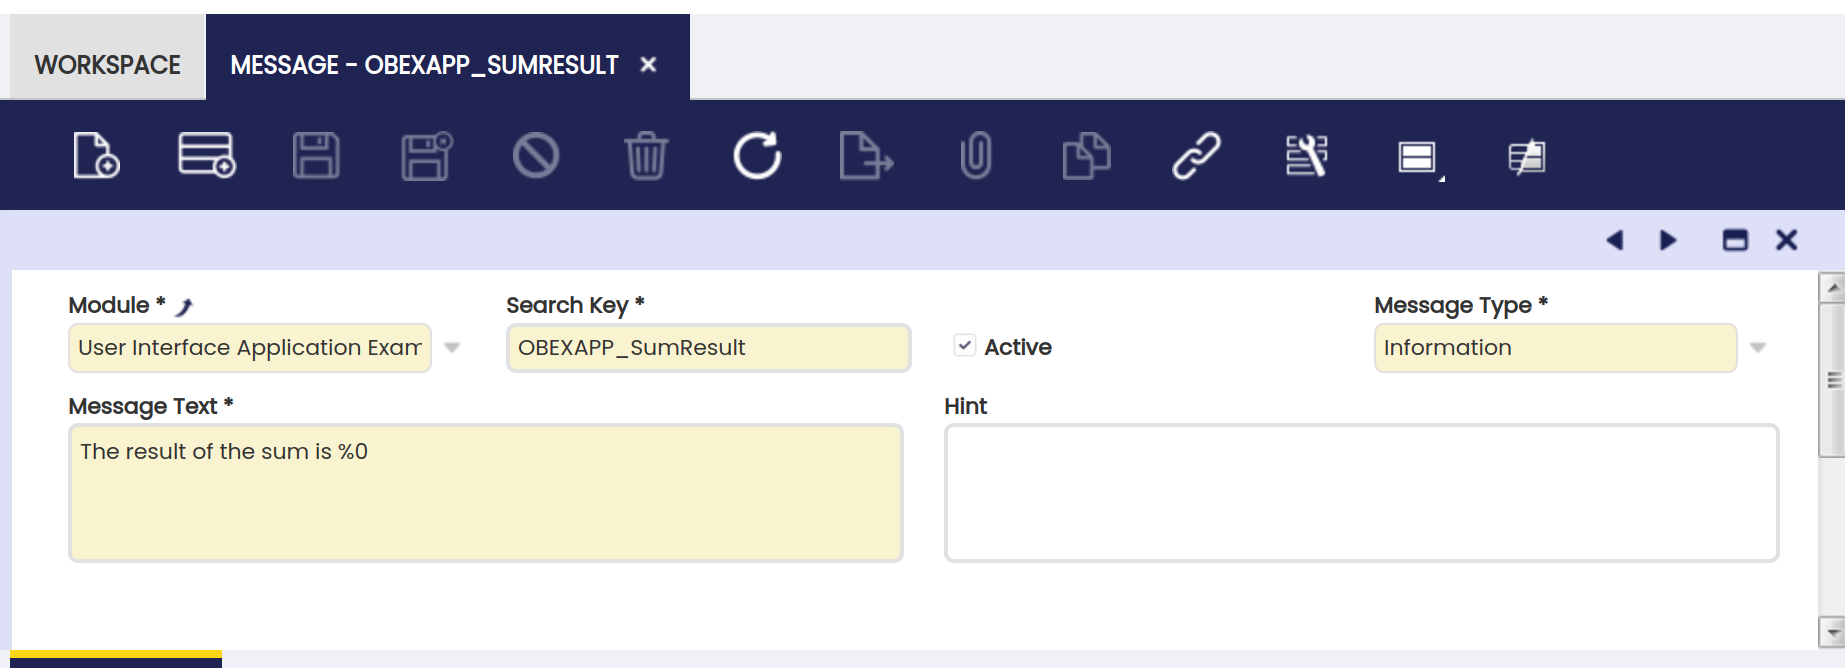 WORKSPACE
MESSAGE - OBEXAPP_SUMRESULT
Module *
Search Key *
Message Type *
User Interface Application Exam
OBEXAPP_SumResult
Active
Information
Message Text *
Hint
The result of the sum is %0